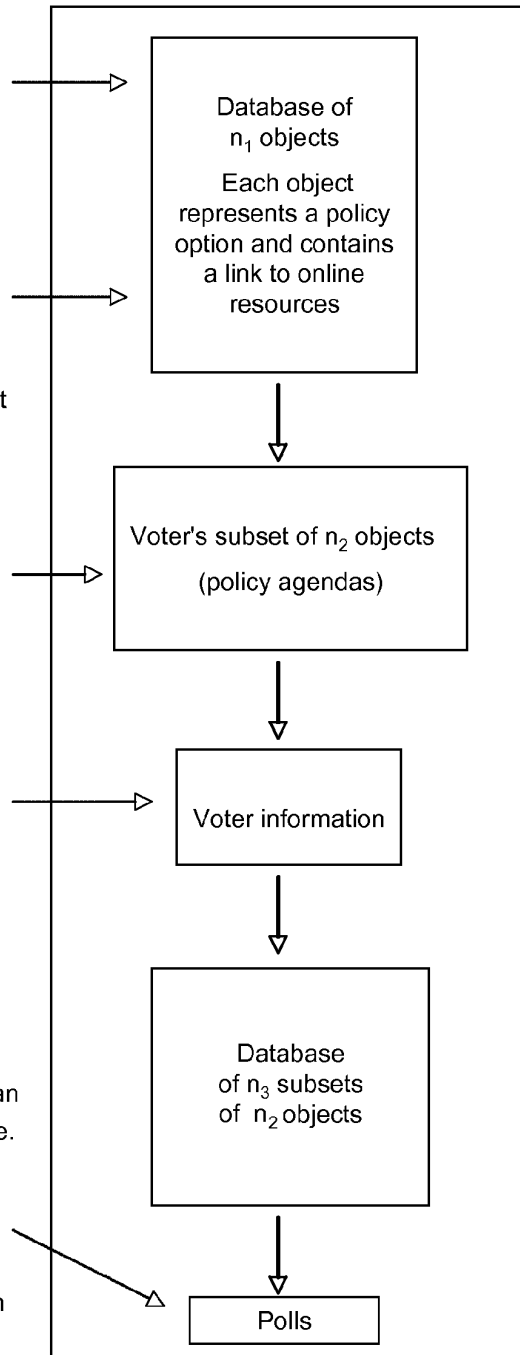 Database of
n₁ objects
Each object
represents a policy
option and contains
a link to online
resources
Voter's subset of n₂ objects
(policy agendas)
Voter information
Database
of n₃ subsets
of n₂ objects
Polls